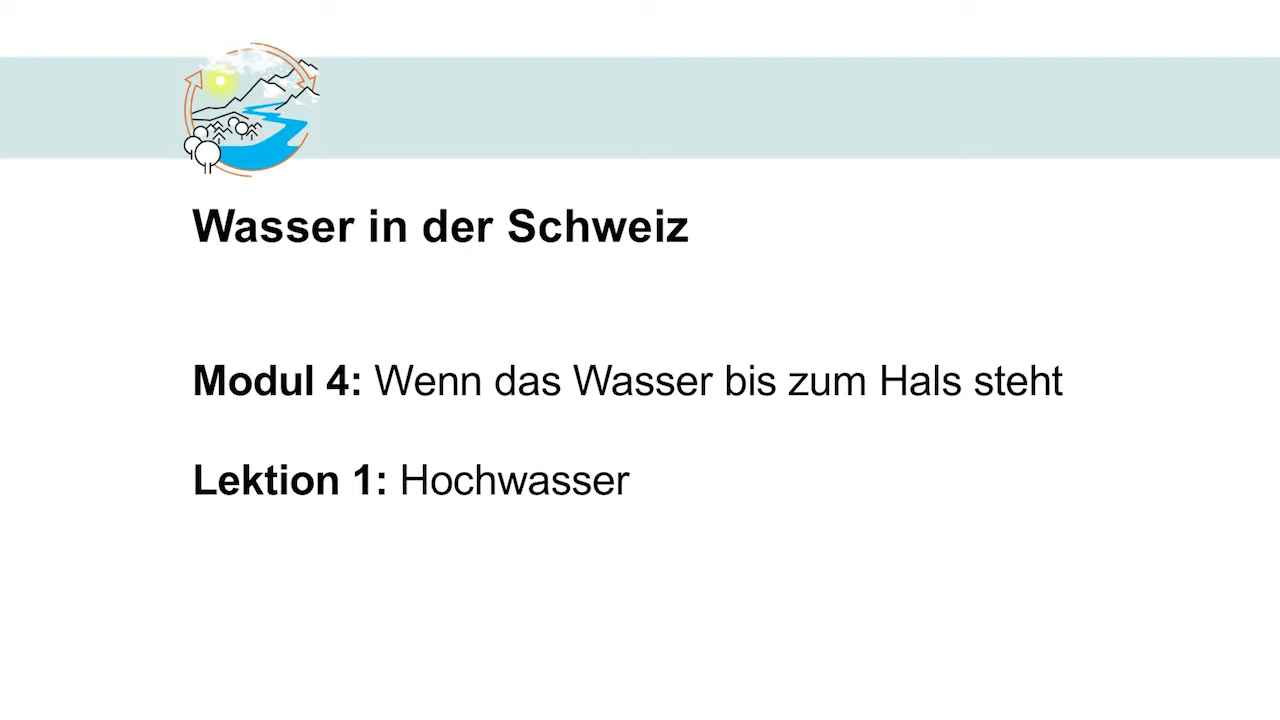 Wasser in der Schweiz
Modul 4: Wenn das Wasser bis zum Hals steht
Lektion 1: Hochwasser